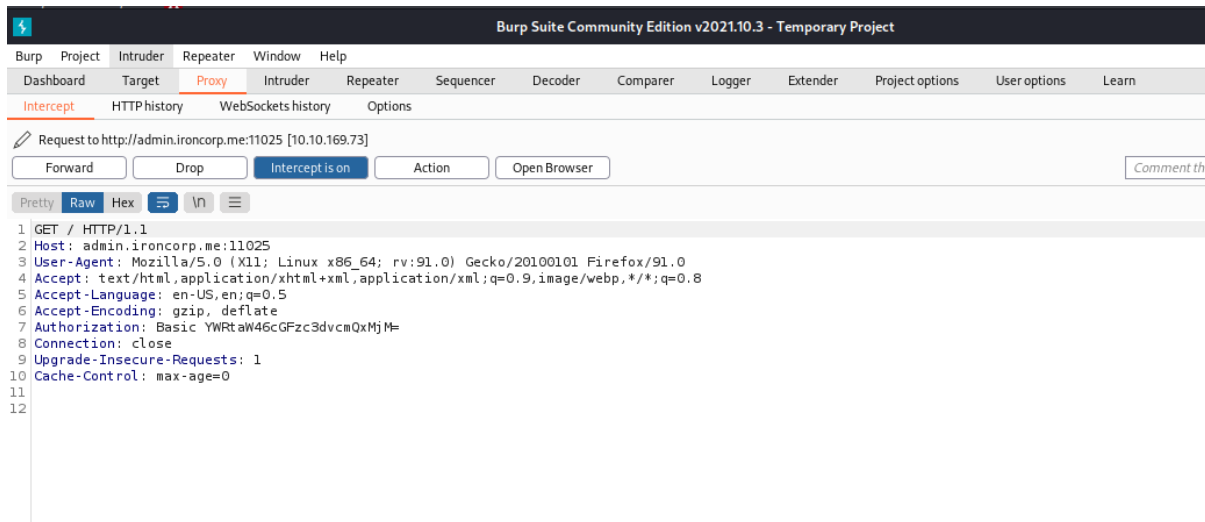 Burp Suite Community Edition v2021.10.3 - Temporary Project
Burp Project Intruder Repeater Window Help
Dashboard Target Proxy Intruder Repeater Sequencer Decoder Comparer Logger Extender Project options User options Learn
Intercept HTTP history WebSockets history Options
Request to http://admin.ironcorp.me:11025 [10.10.169.73]
Forward Drop Intercept is on Action Open Browser Comment th
Pretty Raw Hex \n
1 GET / HTTP/1.1
2 Host: admin.ironcorp.me:11025
3 User-Agent: Mozilla/5.0 (X11; Linux x86_64; rv:91.0) Gecko/20100101 Firefox/91.0
4 Accept: text/html,application/xhtml+xml,application/xml;q=0.9,image/webp,*/*;q=0.8
5 Accept-Language: en-US,en;q=0.5
6 Accept-Encoding: gzip, deflate
7 Authorization: Basic YWRtaW46cGFzc3dvcmQxMjM=
8 Connection: close
9 Upgrade-Insecure-Requests: 1
10 Cache-Control: max-age=0
11
12